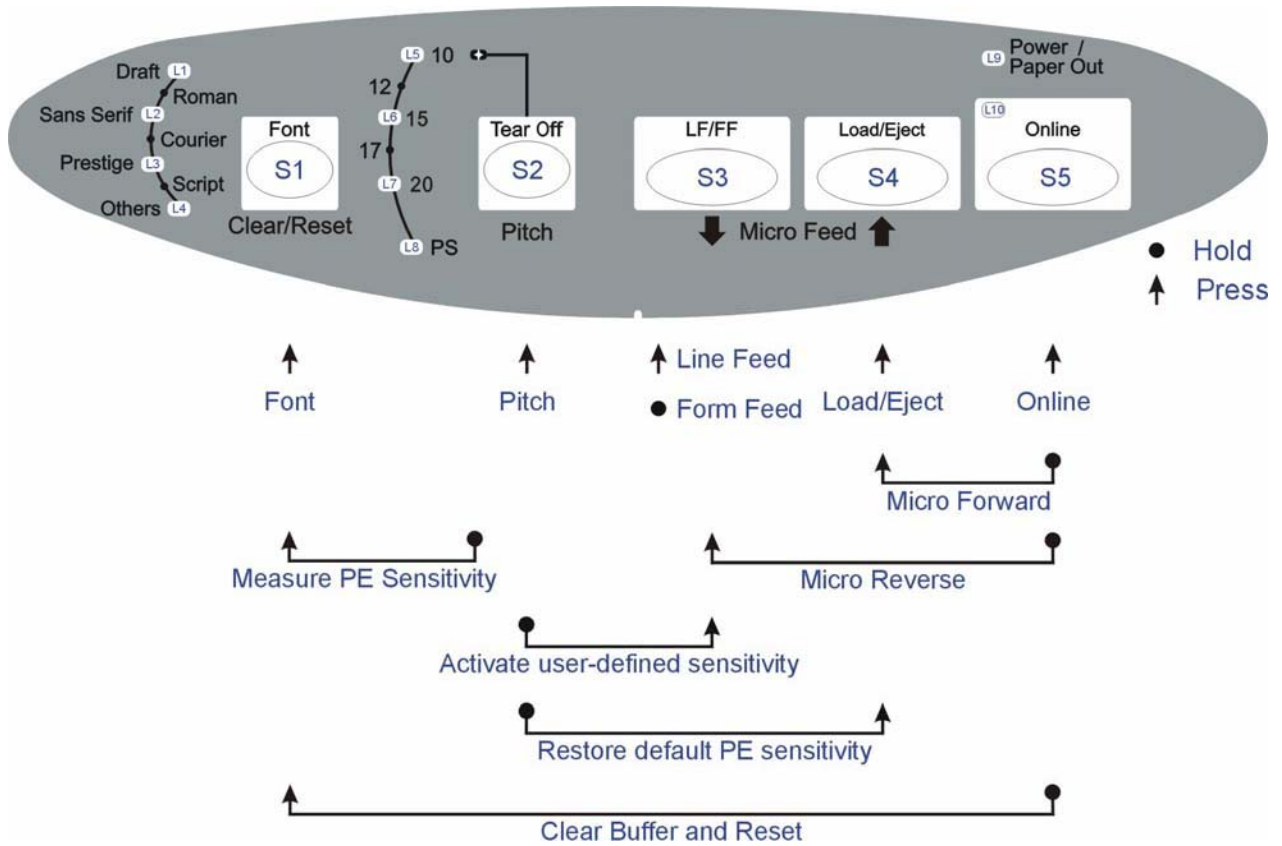 Draft L1
Roman
Sans Serif L2
Courier
Prestige L3
Script
Others L4
Font
S1
Clear/Reset
L5 10
12
L6 15
17
L7 20
L8 PS
Tear Off
S2
Pitch
LF/FF
S3
Load/Eject
S4
Micro Feed
L9 Power /
Paper Out
L10
Online
S5
Hold
Press
Font
Pitch
Line Feed
Form Feed
Load/Eject
Online
Micro Forward
Measure PE Sensitivity
Micro Reverse
Activate user-defined sensitivity
Restore default PE sensitivity
Clear Buffer and Reset